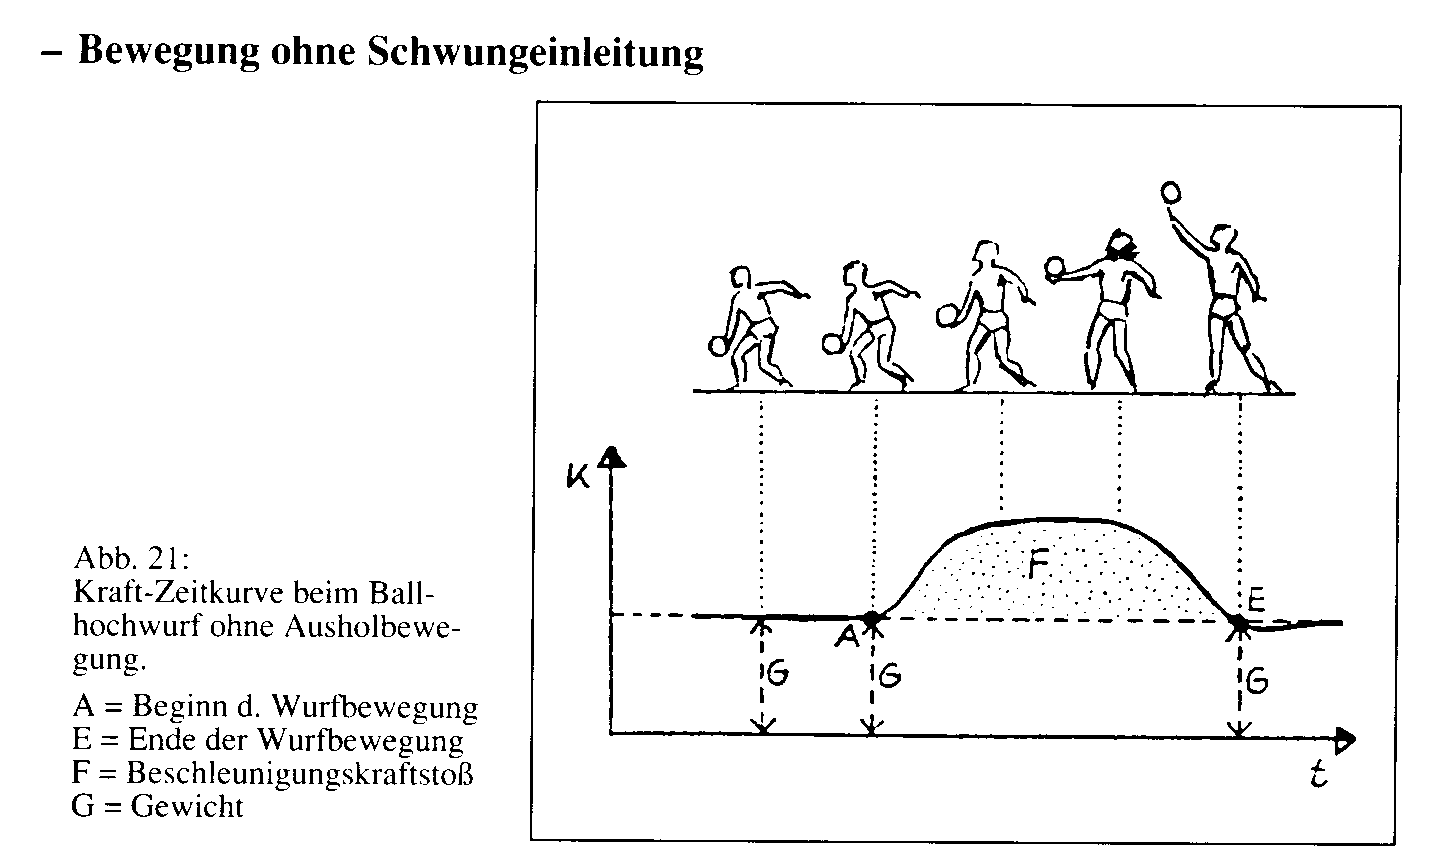 – Bewegung ohne Schwungeinleitung
K
F
E
A
G
G
G
t
Abb. 21:
Kraft-Zeitkurve beim Ball-
hochwurf ohne Ausholbewe-
gung.
A = Beginn d. Wurfbewegung
E = Ende der Wurfbewegung
F = Beschleunigungskraftstoß
G = Gewicht